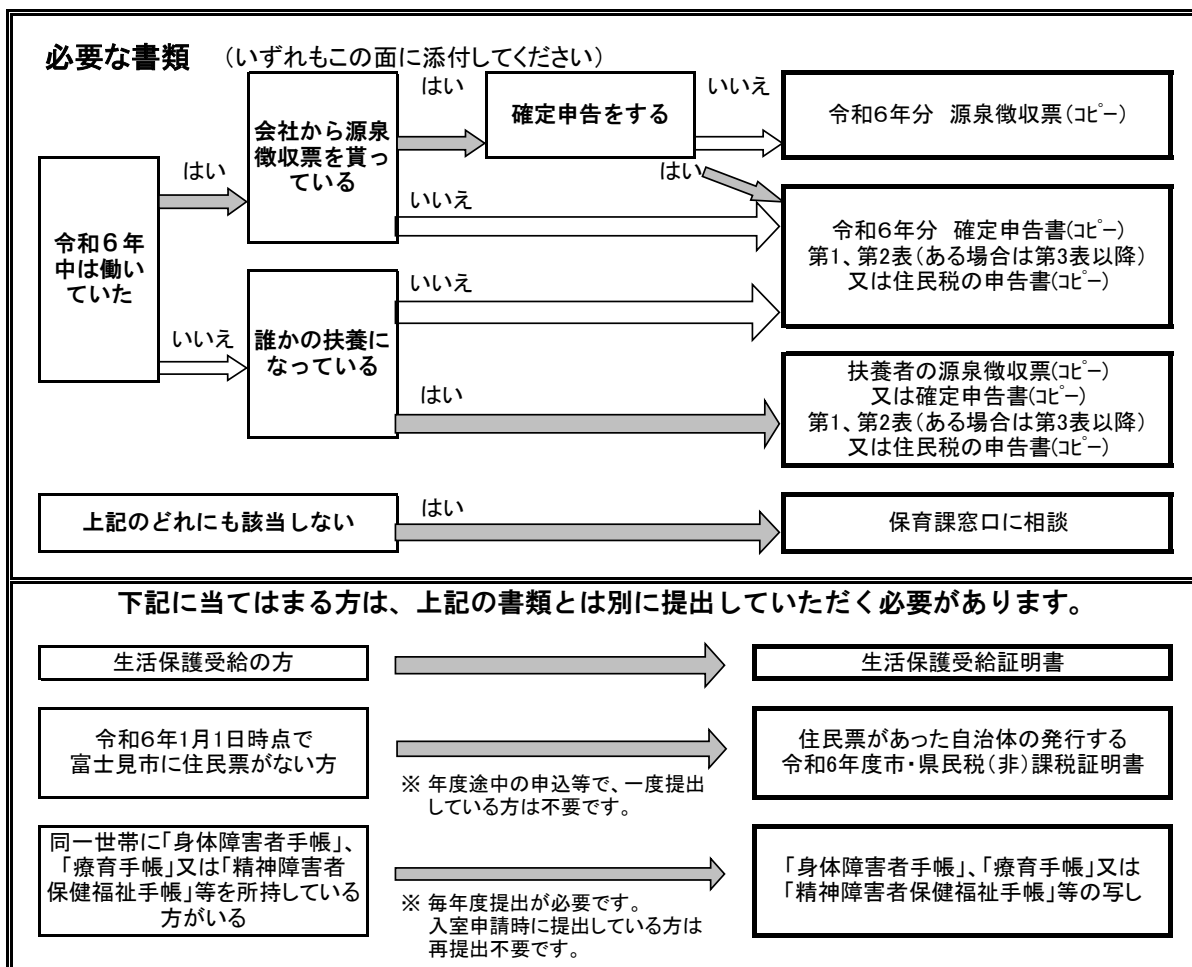 必要な書類 （いずれもこの面に添付してください）
はい
いいえ
会社から源泉
徴収票を貰っ
ている
確定申告をする
令和６年分　源泉徴収票（ｺﾋﾟｰ）
はい
はい
いいえ
令和６年
中は働い
ていた
令和６年分　確定申告書(ｺﾋﾟｰ)
第1、第2表（ある場合は第3表以降）
又は住民税の申告書(ｺﾋﾟｰ)
いいえ
いいえ
誰かの扶養に
なっている
はい
扶養者の源泉徴収票(ｺﾋﾟｰ)
又は確定申告書(ｺﾋﾟｰ)
第1、第2表（ある場合は第3表以降）
又は住民税の申告書(ｺﾋﾟｰ)
上記のどれにも該当しない
はい
保育課窓口に相談
下記に当てはまる方は、上記の書類とは別に提出していただく必要があります。
生活保護受給の方
生活保護受給証明書
令和６年1月1日時点で
富士見市に住民票がない方
※ 年度途中の申込等で、一度提出
している方は不要です。
住民票があった自治体の発行する
令和6年度市・県民税（非）課税証明書
同一世帯に「身体障害者手帳」、
「療育手帳」又は「精神障害者
保健福祉手帳」等を所持している
方がいる
※ 毎年度提出が必要です。
入室申請時に提出している方は
再提出不要です。
「身体障害者手帳」、「療育手帳」又は
「精神障害者保健福祉手帳」等の写し